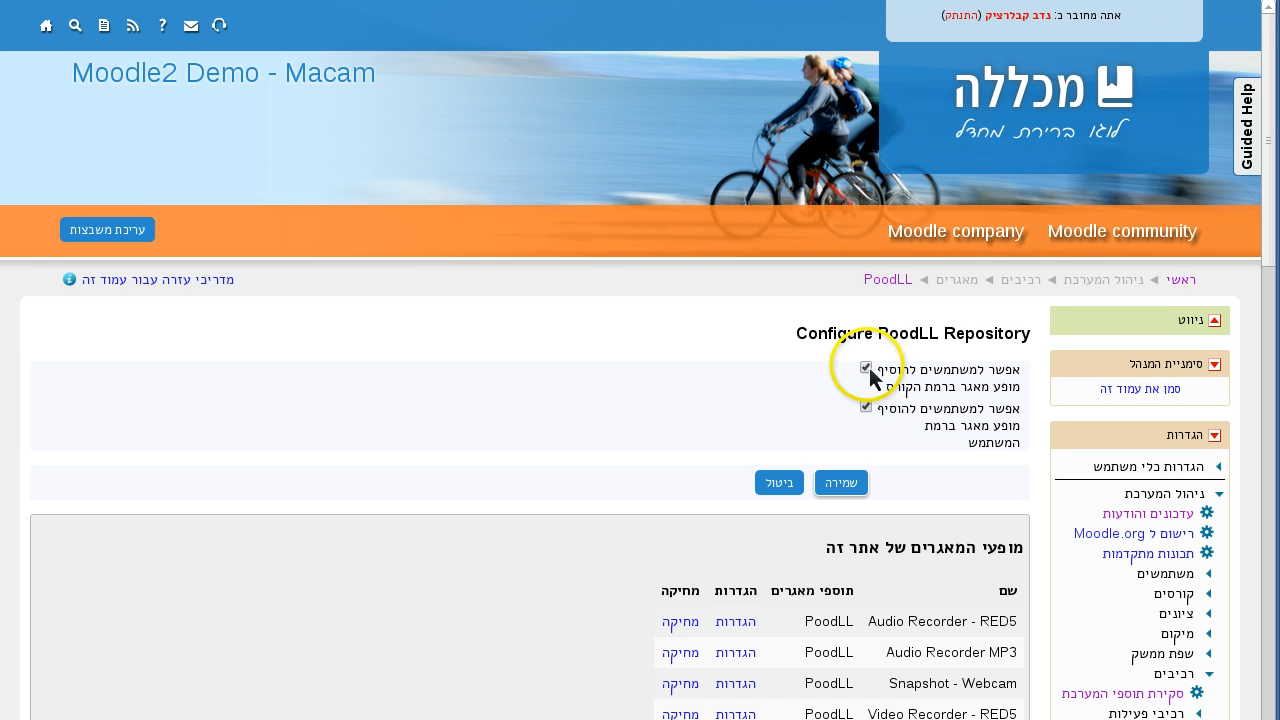 אתה מחובר כ: נדב קבלרציק (התנתק)
Moodle2 Demo - Macam
מכללה
לוגו ברירת מחדל
Guided Help
Moodle community
Moodle company
עריכת משבצות
ראשי ◄ ניהול המערכת ◄ רכיבים ◄ מאגרים ◄ PoodLL
מדריכי עזרה עבור עמוד זה
ניווט
סימניית המנהל
סמן את עמוד זה
הגדרות
הגדרות כלי משתמש
ניהול המערכת
עדכונים והודעות
רישום ל Moodle.org
תכונות מתקדמות
משתמשים
קורסים
ציונים
מיקום
שפת ממשק
רכיבים
סקירת תוספי המערכת
רכיבי פעילות
Configure PoodLL Repository
אפשר למשתמשים להוסיף
מופע מאגר ברמת הקורס
אפשר למשתמשים להוסיף
מופע מאגר ברמת
המשתמש
שמירה ביטול
מופעי המאגרים של אתר זה
שם תוספי מאגרים הגדרות מחיקה
Audio Recorder - RED5 PoodLL הגדרות מחיקה
Audio Recorder MP3 PoodLL הגדרות מחיקה
Snapshot - Webcam PoodLL הגדרות מחיקה
Video Recorder - RED5 PoodLL הגדרות מחיקה